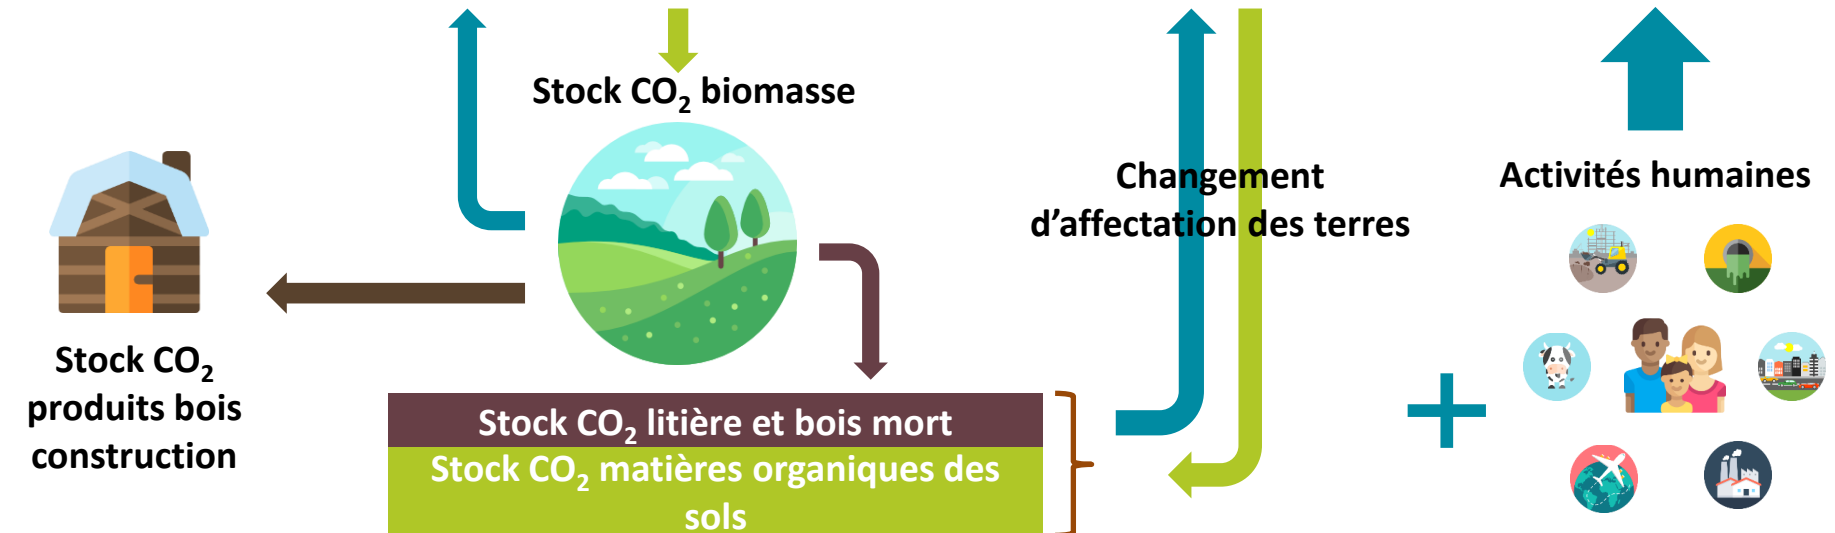 Stock CO₂ biomasse
Changement
d’affectation des terres
Activités humaines
Stock CO₂
produits bois
construction
Stock CO₂ litière et bois mort
Stock CO₂ matières organiques des
sols